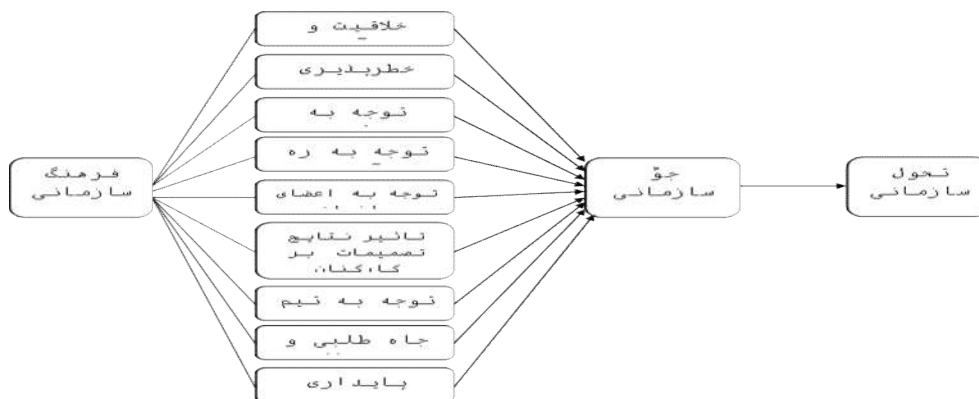 خلاقیت و
خطرپذیری
توجه به
توجه به ره
توجه به اعضای
تاثیر نتایج
تصمیمات بر
کارکنان
توجه به تیم
جاه طلبی و
پایداری
فرهنگ
سازمانی
جوّ
سازمانی
تحول
سازمانی